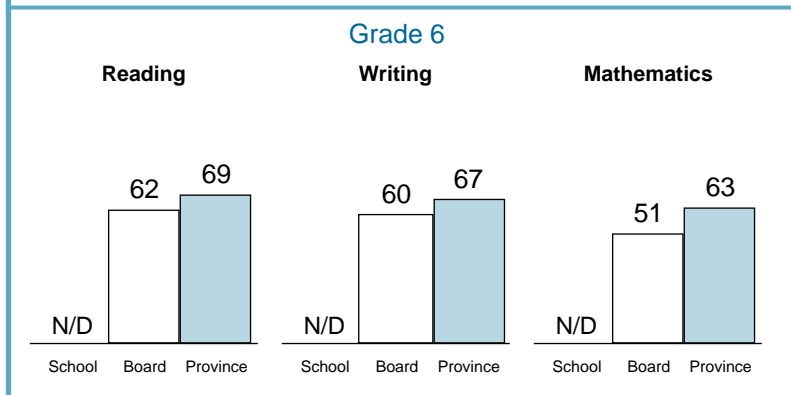 Grade 6
Reading Writing Mathematics
62 69 60 67 51 63
N/D N/D N/D
School Board Province School Board Province School Board Province